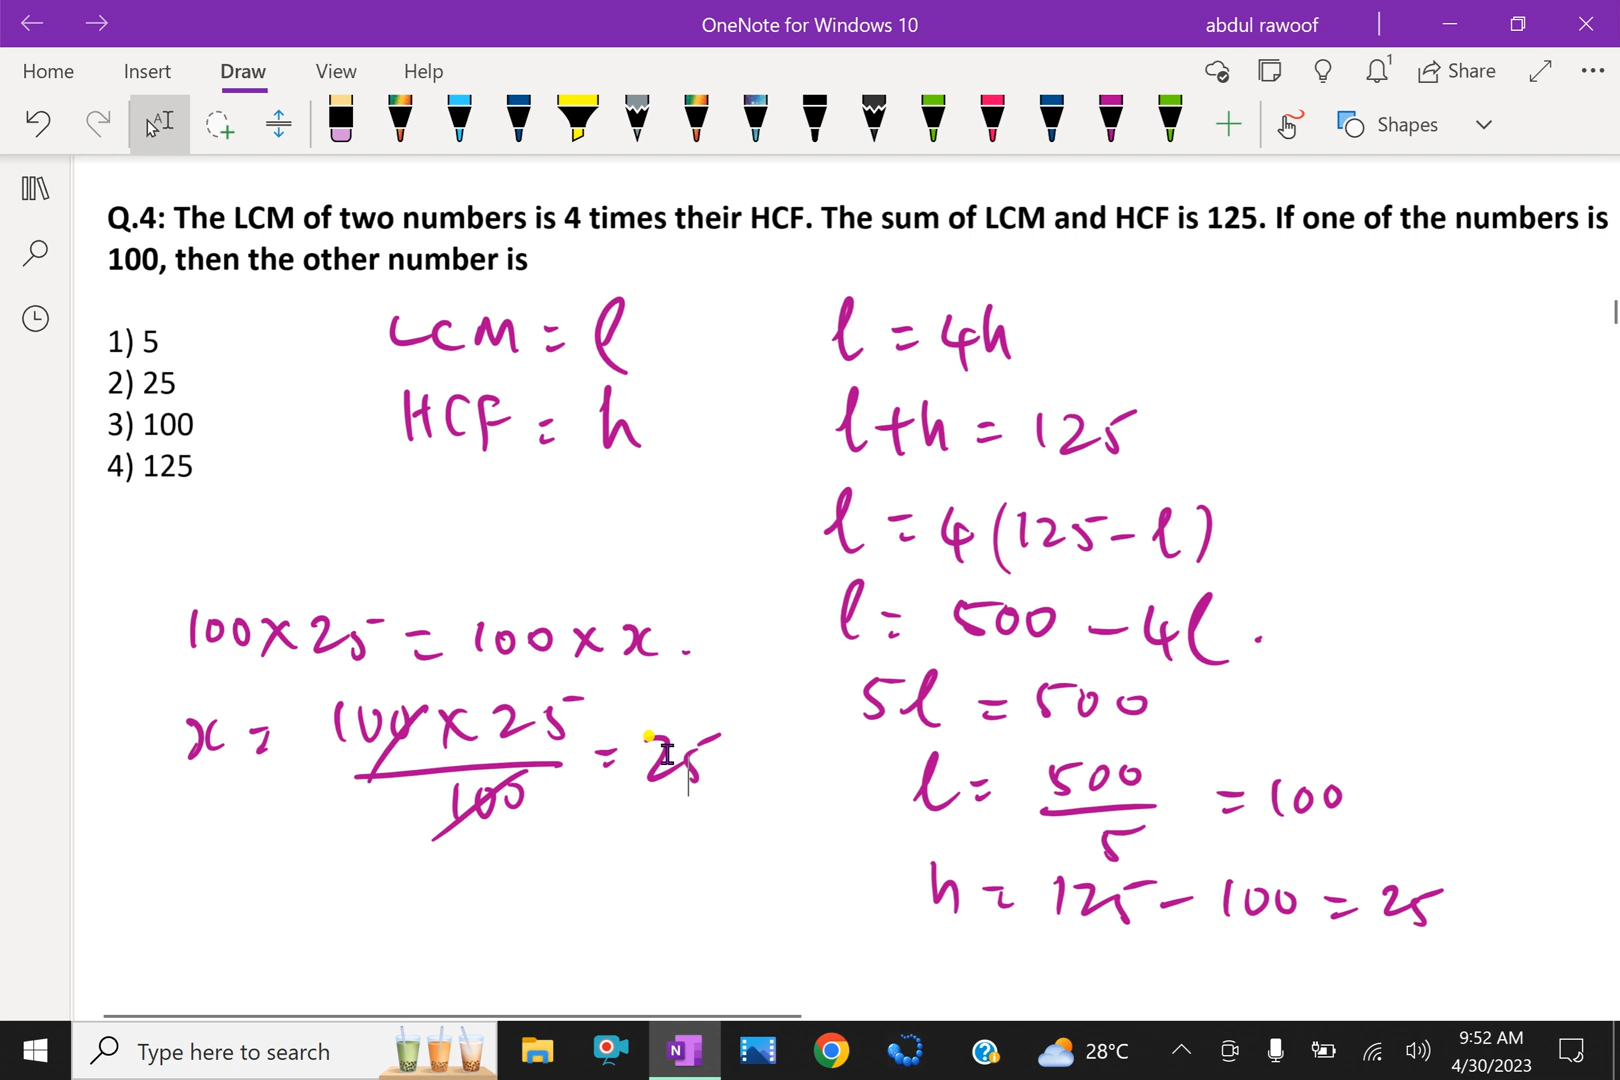 OneNote for Windows 10
abdul rawoof
Home Insert Draw View Help
Share
Shapes
Q.4: The LCM of two numbers is 4 times their HCF. The sum of LCM and HCF is 125. If one of the numbers is
100, then the other number is
1) 5
2) 25
3) 100
4) 125
LCM = l
HCF = h
l = 4h
l + h = 125
l = 4(125 - l)
l = 500 - 4l .
5l = 500
l = 500/5 = 100
h = 125 - 100 = 25
100 x 25 = 100 x x .
x = 100 x 25/100 = 25
Type here to search
28°C
9:52 AM
4/30/2023